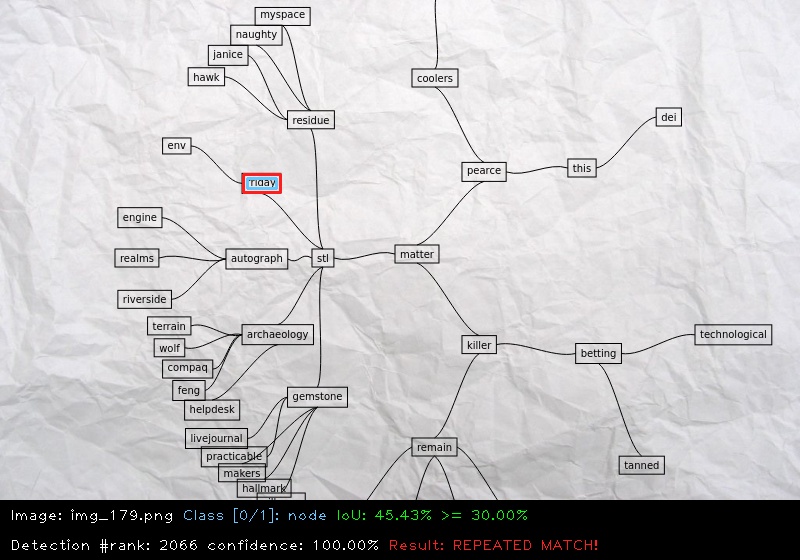 myspace
naughty
janice
hawk
residue
coolers
dei
env
pearce
this
engine
realms
autograph
stl
matter
riverside
terrain
archaeology
wolf
compaq
feng
helpdesk
killer
betting
technological
gemstone
livejournal
practicable
makers
hallmark
remain
tanned
Image: img_179.png Class [0/1]: node IoU: 45.43% >= 30.00%
Detection #rank: 2066 confidence: 100.00% Result: REPEATED MATCH!